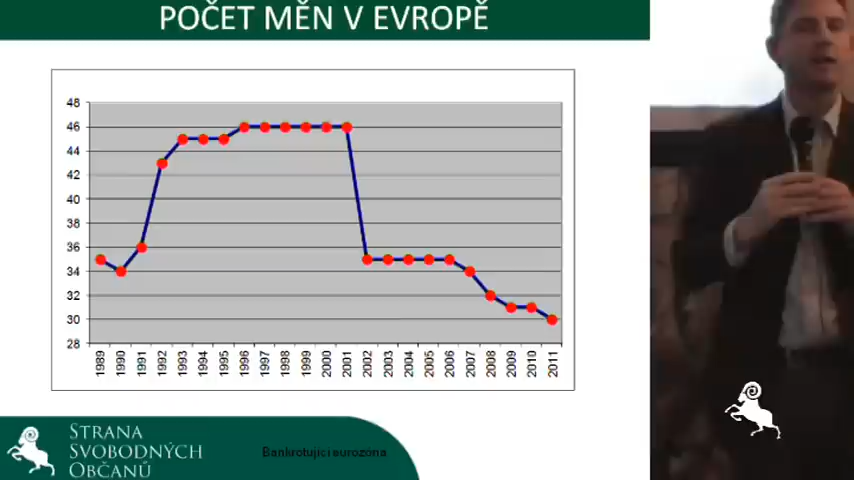 POČET MĚN V EVROPĚ
48
46
44
42
40
38
36
34
32
30
28
1989 1990 1991 1992 1993 1994 1995 1996 1997 1998 1999 2000 2001 2002 2003 2004 2005 2006 2007 2008 2009 2010 2011
STRANA
SVOBODNÝCH
OBČANŮ
Bankrotující eurozóna